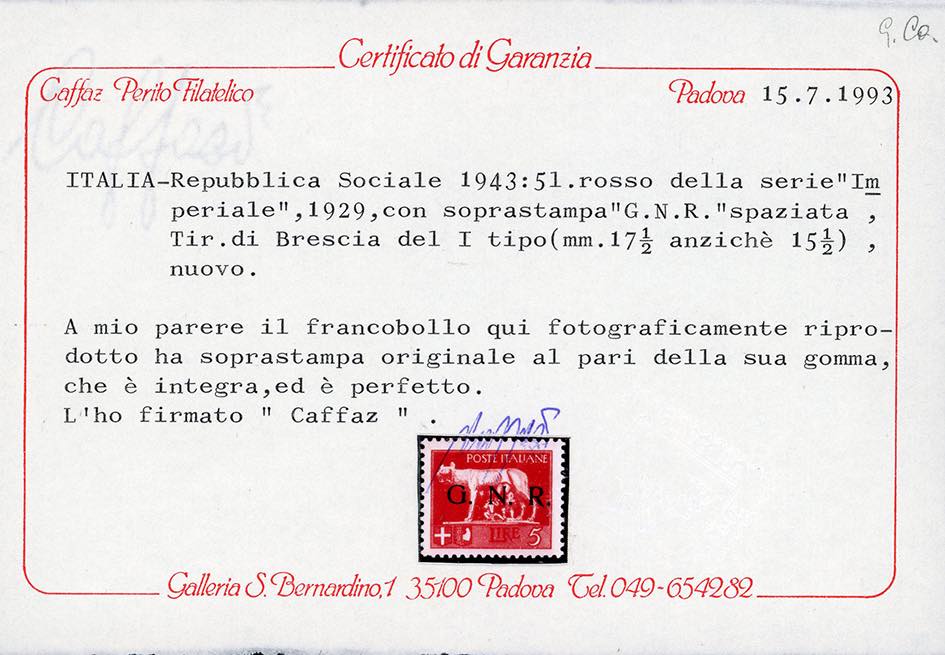 G. Co.
Certificato di Garanzia
Caffaz Perito Filatelico
Padova 15.7.1993
ITALIA-Repubblica Sociale 1943:5l.rosso della serie"Im
periale",1929,con soprastampa"G.N.R."spaziata ,
Tir.di Brescia del I tipo(mm.17½ anzichè 15½) ,
nuovo.
A mio parere il francobollo qui fotograficamente ripro-
dotto ha soprastampa originale al pari della sua gomma,
che è integra,ed è perfetto.
L'ho firmato " Caffaz " .
POSTE ITALIANE
G. N. R.
LIRE 5
Galleria S. Bernardino,1 35100 Padova Tel. 049-654282